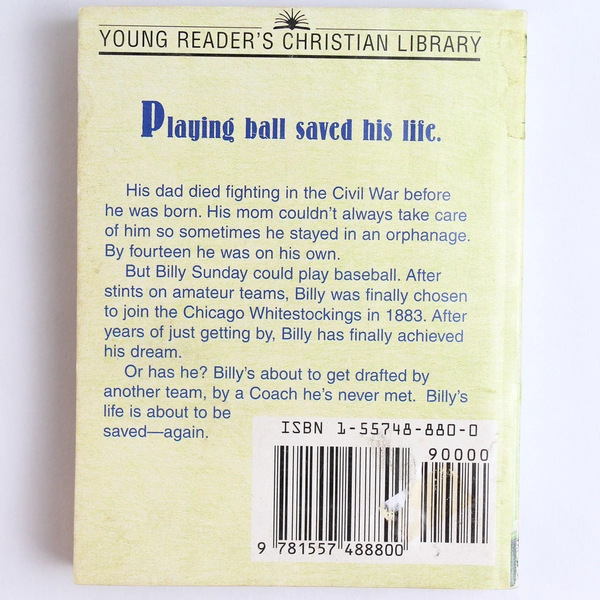 YOUNG READER'S CHRISTIAN LIBRARY
Playing ball saved his life.
His dad died fighting in the Civil War before
he was born. His mom couldn't always take care
of him so sometimes he stayed in an orphanage.
By fourteen he was on his own.
But Billy Sunday could play baseball. After
stints on amateur teams, Billy was finally chosen
to join the Chicago Whitestockings in 1883. After
years of just getting by, Billy has finally achieved
his dream.
Or has he? Billy's about to get drafted by
another team, by a Coach he's never met. Billy's
life is about to be
saved—again.
ISBN 1-55748-880-0
90000
9 781557 488800